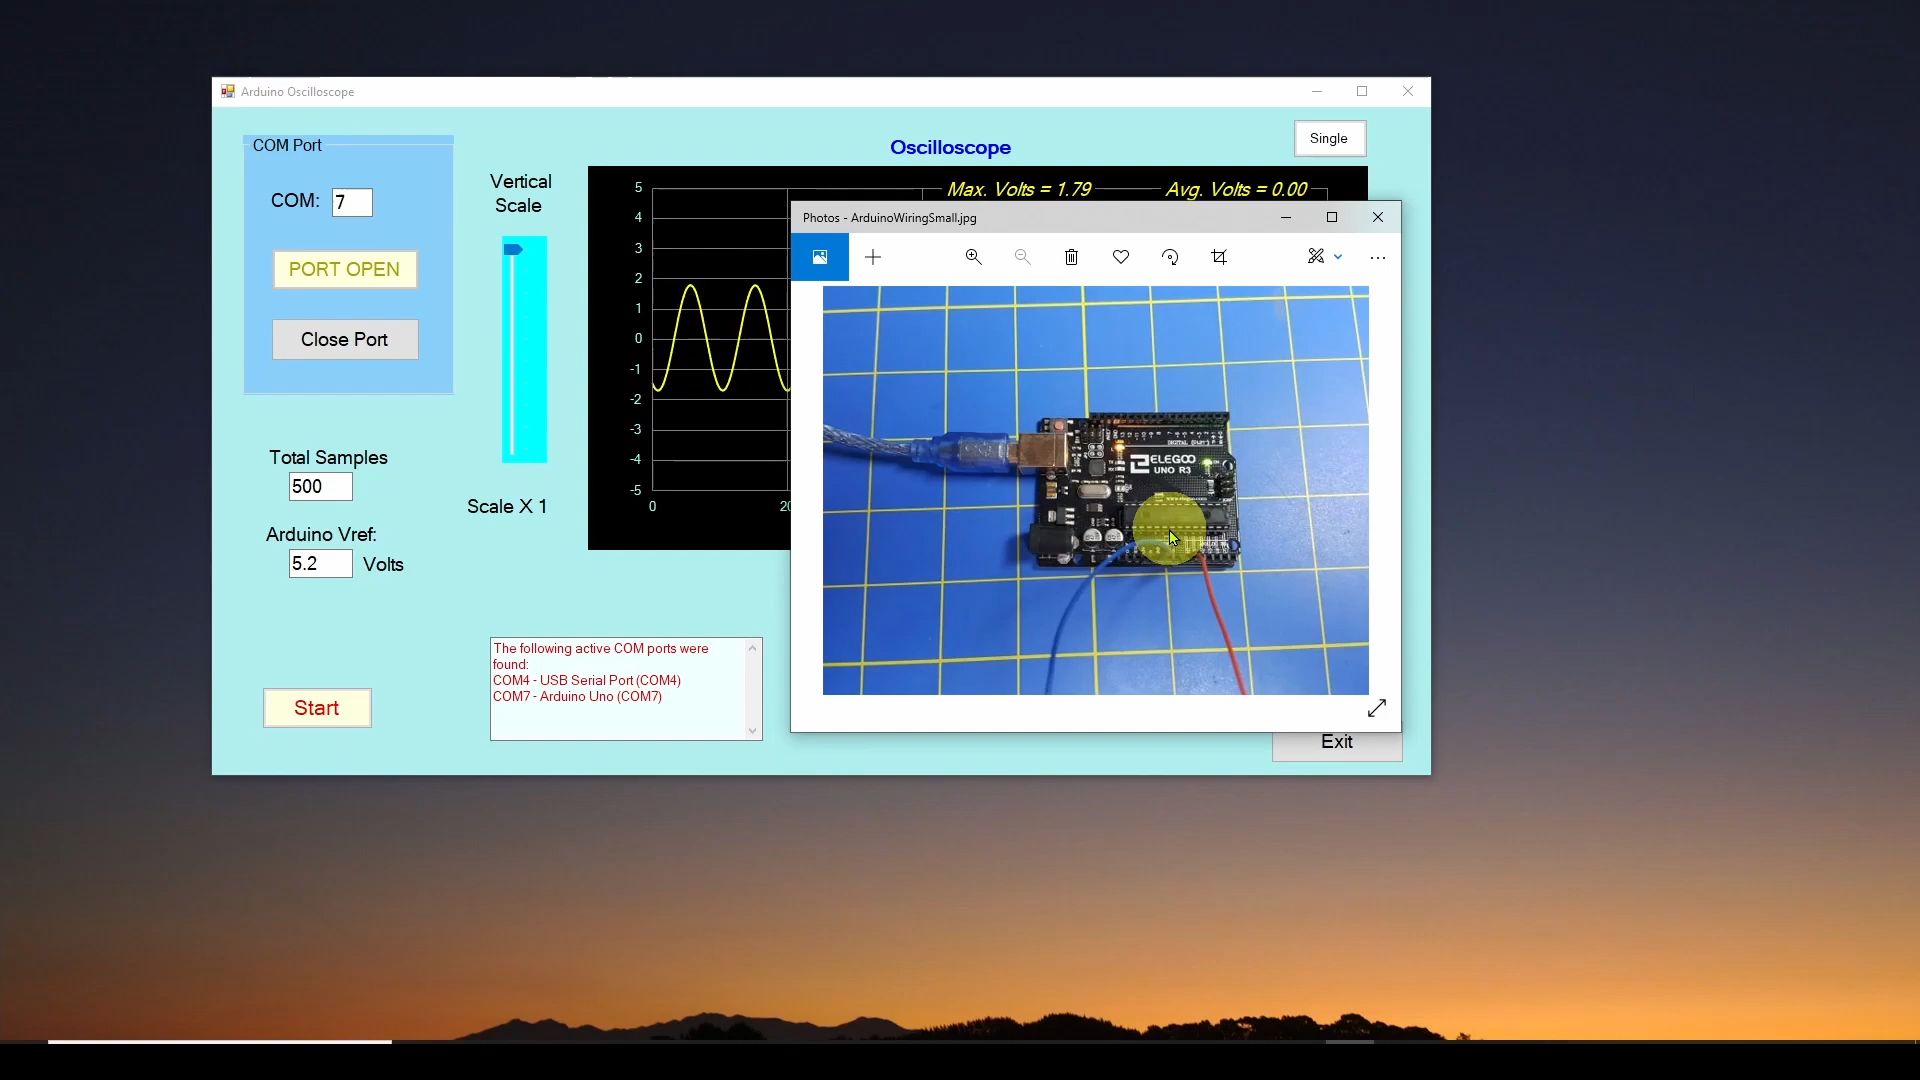 Arduino Oscilloscope
COM Port
COM: 7
PORT OPEN
Close Port
Total Samples
500
Arduino Vref:
5.2 Volts
Start
Vertical
Scale
Scale X 1
Oscilloscope
Single
Max. Volts = 1.79
Avg. Volts = 0.00
5
4
3
2
1
0
-1
-2
-3
-4
-5
0
20
The following active COM ports were
found:
COM4 - USB Serial Port (COM4)
COM7 - Arduino Uno (COM7)
Photos - ArduinoWiringSmall.jpg
DIGITAL
ELEGOO
UNO R3
Exit